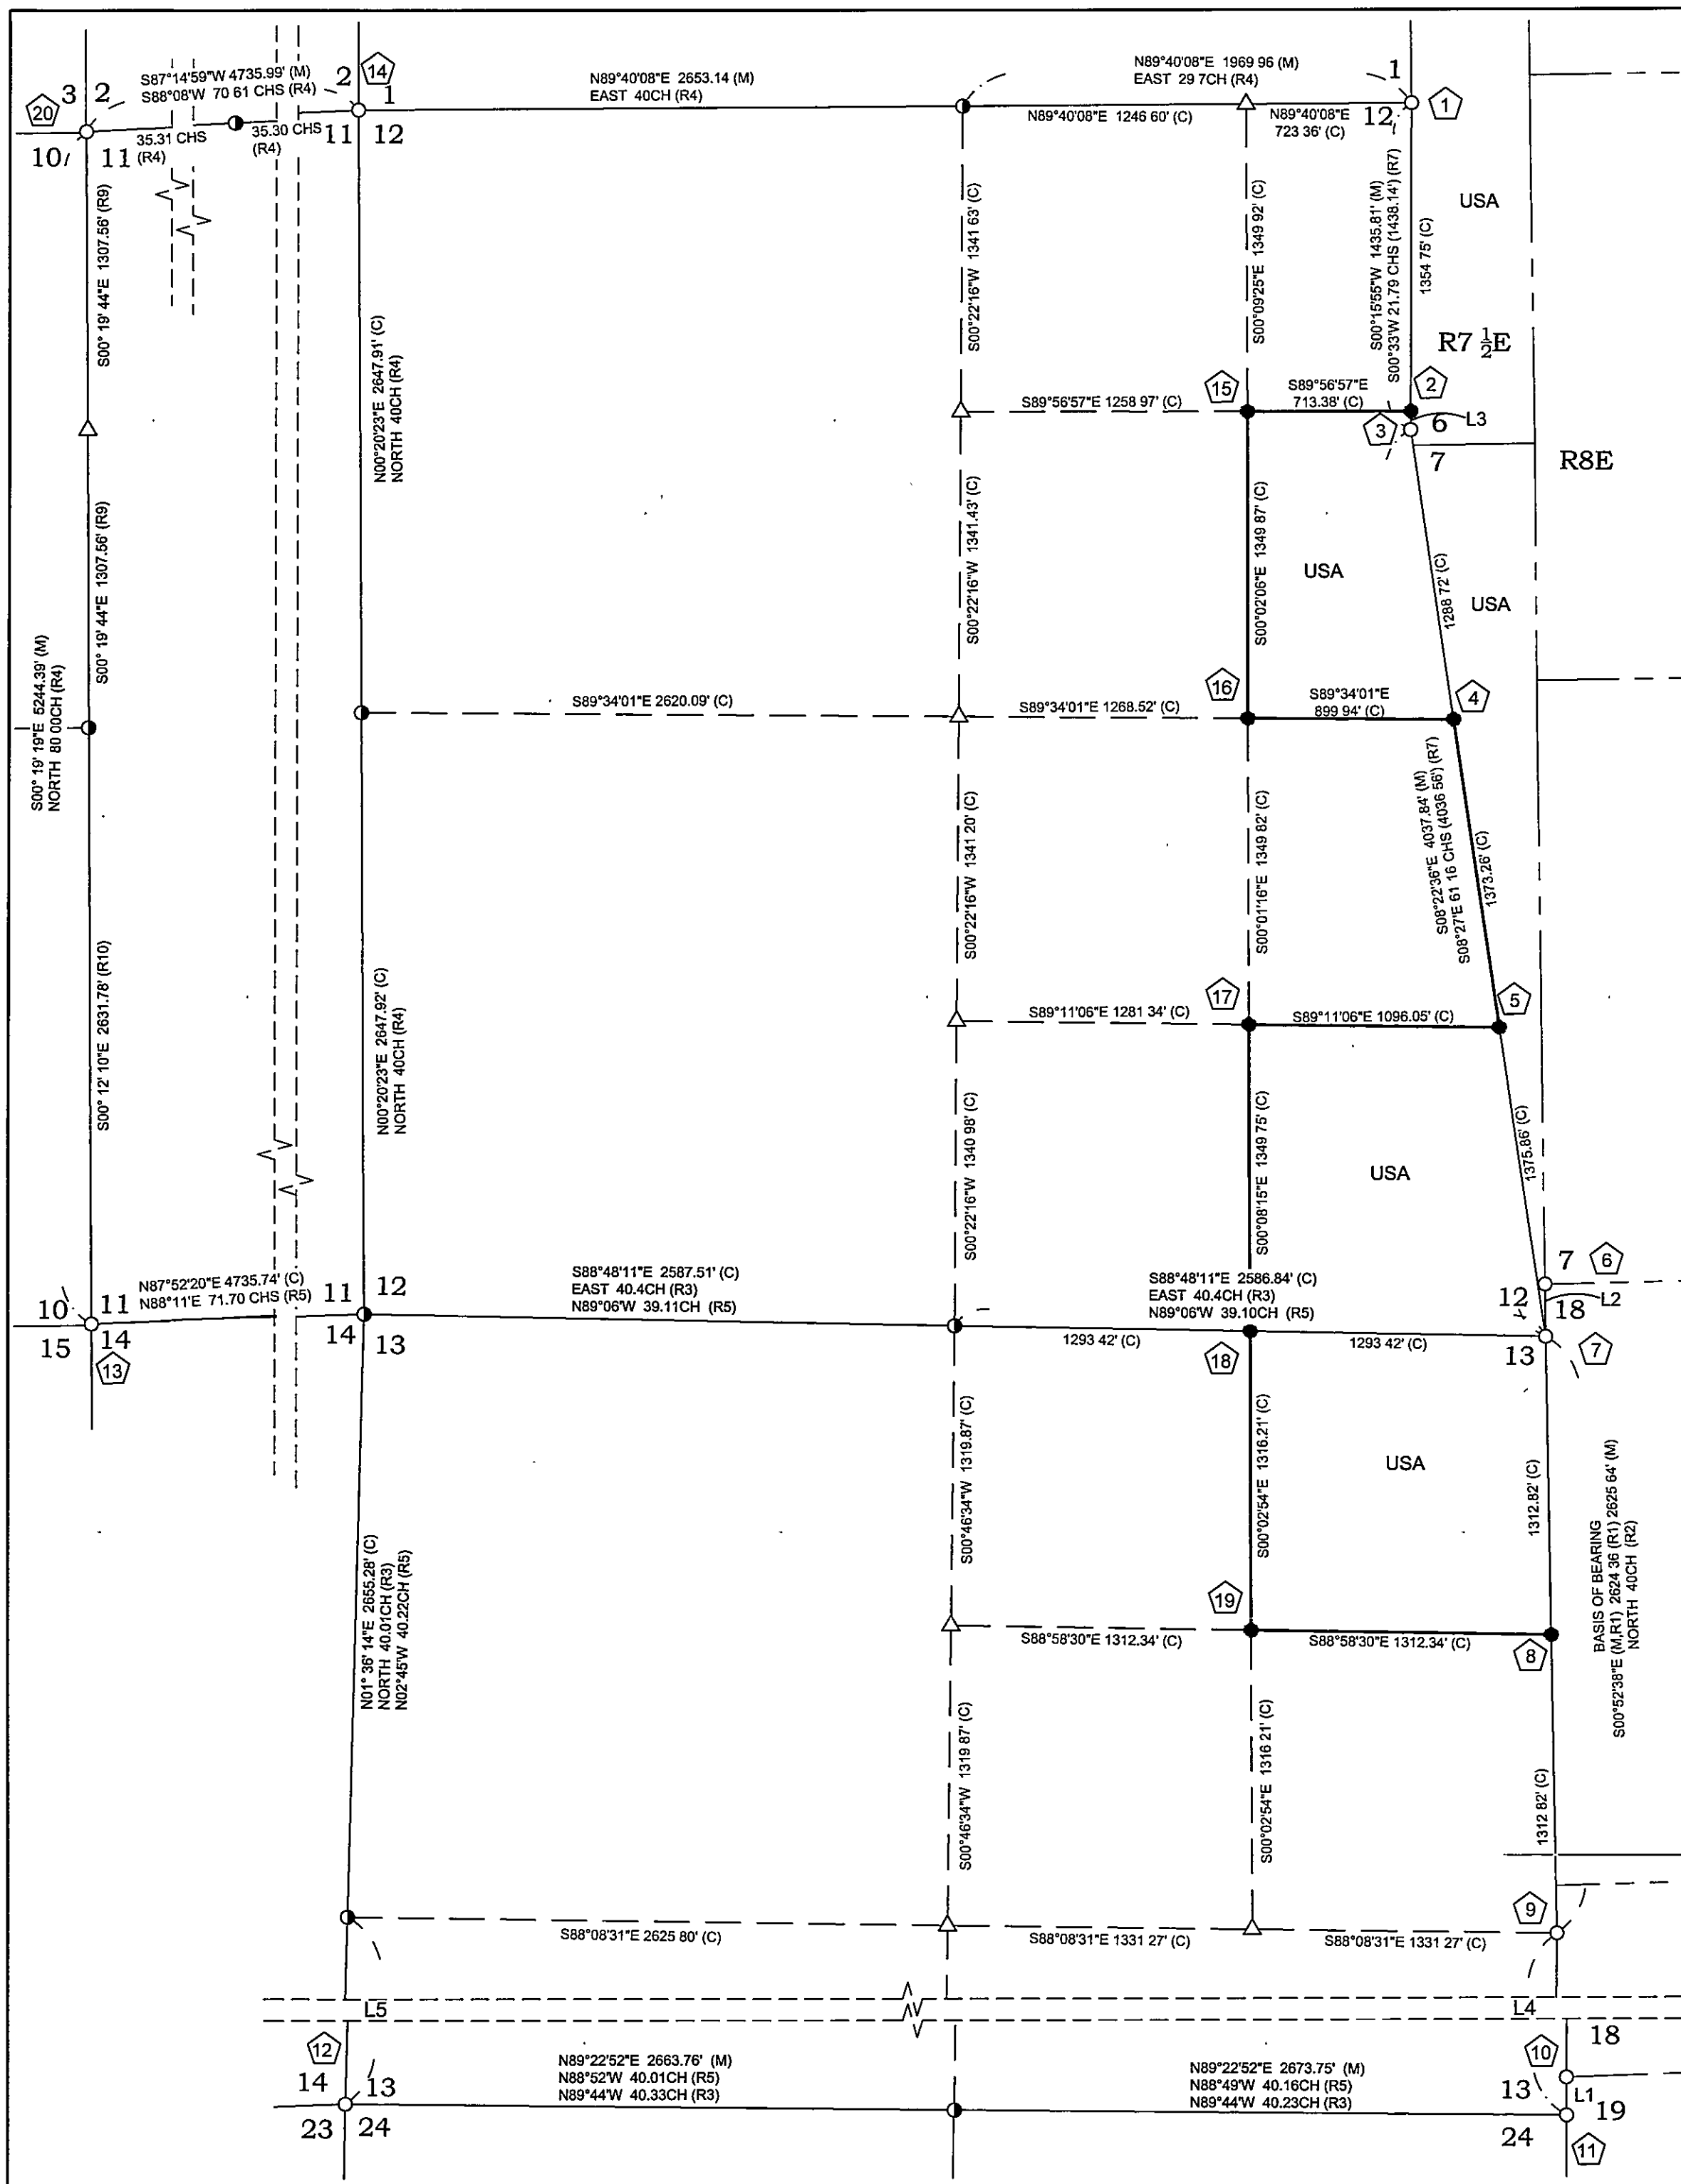 S87°14'59"W 4735.99' (M)
S88°08'W 70 61 CHS (R4)
3 2
20
10 11
35.31 CHS
(R4)
35.30 CHS
(R4)
2 14
1
11 12
N89°40'08"E 2653.14 (M)
EAST 40CH (R4)
N89°40'08"E 1969 96 (M)
EAST 29 7CH (R4)
N89°40'08"E 1246 60' (C)
N89°40'08"E
723 36' (C)
1
12
1
USA
S00° 19' 44"E 1307.56' (R9)
N00°20'23"E 2647.91' (C)
NORTH 40CH (R4)
S00°22'16"W 1341 63' (C)
S00°09'25"E 1349 92' (C)
S00°15'55"W 1435.81' (M)
S00°33'W 21.79 CHS (1438.14') (R7)
1354 75' (C)
R7 ½E
15
S89°56'57"E 1258 97' (C)
S89°56'57"E
713.38' (C)
2
3
6
L3
7
R8E
S00° 19' 44"E 1307.56' (R9)
S00°22'16"W 1341.43' (C)
S00°02'06"E 1349 87' (C)
USA
1288 72' (C)
USA
S00° 19' 19"E 5244.39' (M)
NORTH 80 00CH (R4)
S89°34'01"E 2620.09' (C)
S89°34'01"E 1268.52' (C)
16
S89°34'01"E
899 94' (C)
4
S00° 12' 10"E 2631.78' (R10)
N00°20'23"E 2647.92' (C)
NORTH 40CH (R4)
S00°22'16"W 1341 20' (C)
S00°01'16"E 1349 82' (C)
S08°22'36"E 4037.84' (M)
S08°27'E 61 16 CHS (4036 56') (R7)
1373.26' (C)
17
S89°11'06"E 1281 34' (C)
S89°11'06"E 1096.05' (C)
5
S00°22'16"W 1340 98' (C)
S00°08'15"E 1349 75' (C)
USA
1375.86' (C)
7
6
12
18
L2
13
7
10
11
15
14
13
N87°52'20"E 4735.74' (C)
N88°11'E 71.70 CHS (R5)
11 12
14 13
S88°48'11"E 2587.51' (C)
EAST 40.4CH (R3)
N89°06'W 39.11CH (R5)
S88°48'11"E 2586.84' (C)
EAST 40.4CH (R3)
N89°06'W 39.10CH (R5)
1293 42' (C)
18
1293 42' (C)
N01° 36' 14"E 2655.28' (C)
NORTH 40.01CH (R3)
N02°45'W 40.22CH (R5)
S00°46'34"W 1319.87' (C)
S00°02'54"E 1316.21' (C)
USA
1312.82' (C)
BASIS OF BEARING
S00°52'38"E (M,R1) 2624 36 (R1) 2625 64' (M)
NORTH 40CH (R2)
19
S88°58'30"E 1312.34' (C)
S88°58'30"E 1312.34' (C)
8
S00°46'34"W 1319 87' (C)
S00°02'54"E 1316 21' (C)
1312 82' (C)
9
S88°08'31"E 2625 80' (C)
S88°08'31"E 1331 27' (C)
S88°08'31"E 1331 27' (C)
L5
L4
18
12
14 13
23 24
N89°22'52"E 2663.76' (M)
N88°52'W 40.01CH (R5)
N89°44'W 40.33CH (R3)
N89°22'52"E 2673.75' (M)
N88°49'W 40.16CH (R5)
N89°44'W 40.23CH (R3)
10
13
L1
19
24
11